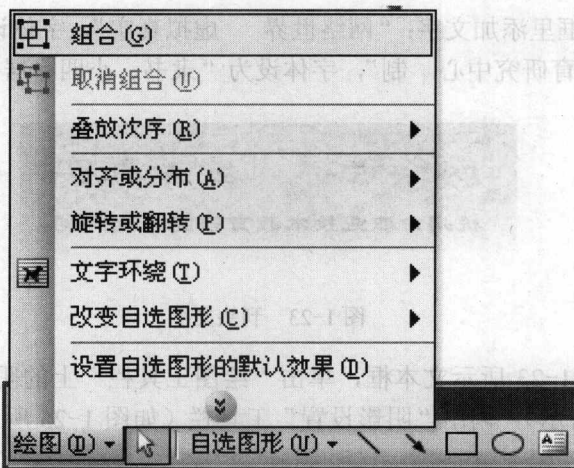 组合(G)
取消组合(U)
叠放次序(R)
对齐或分布(A)
旋转或翻转(P)
文字环绕(T)
改变自选图形(C)
设置自选图形的默认效果(D)
绘图(D) 自选图形(U)